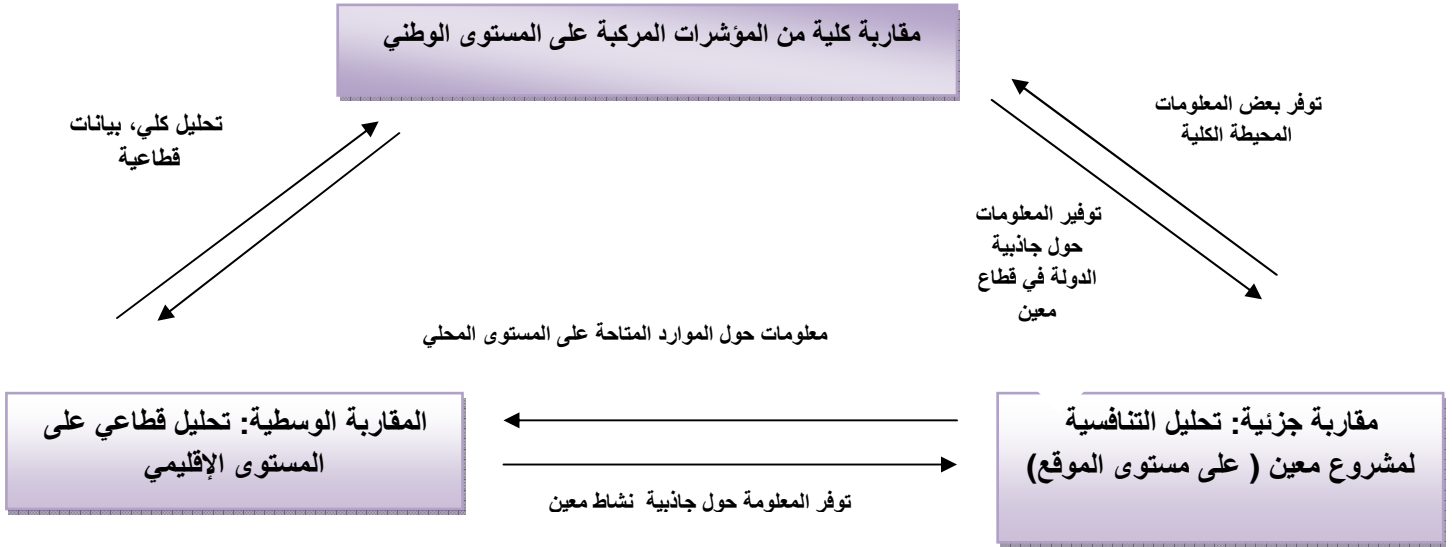 مقاربة كلية من المؤشرات المركبة على المستوى الوطني
توفر بعض المعلومات
المحيطة الكلية
تحليل كلي، بيانات
قطاعية
توفير المعلومات
حول جاذبية
الدولة في قطاع
معين
معلومات حول الموارد المتاحة على المستوى المحلي
مقاربة جزئية: تحليل التنافسية
لمشروع معين ( على مستوى الموقع)
المقاربة الوسطية: تحليل قطاعي على
المستوى الإقليمي
توفر المعلومة حول جاذبية نشاط معين